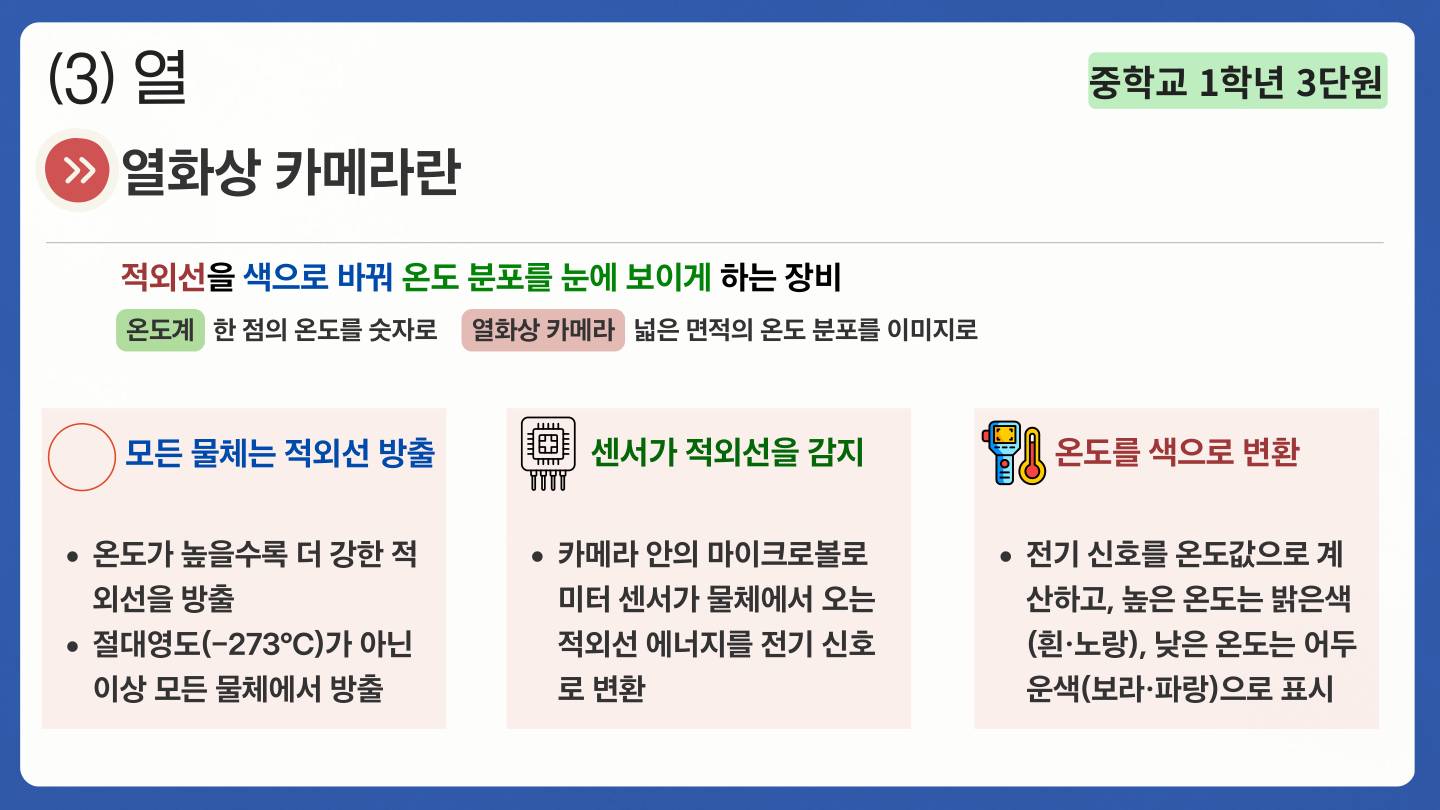 (3) 열
중학교 1학년 3단원
열화상 카메라란
적외선을 색으로 바꿔 온도 분포를 눈에 보이게 하는 장비
온도계 한 점의 온도를 숫자로 열화상 카메라 넓은 면적의 온도 분포를 이미지로
모든 물체는 적외선 방출
온도가 높을수록 더 강한 적
외선을 방출
절대영도(-273°C)가 아닌
이상 모든 물체에서 방출
센서가 적외선을 감지
카메라 안의 마이크로볼로
미터 센서가 물체에서 오는
적외선 에너지를 전기 신호
로 변환
온도를 색으로 변환
전기 신호를 온도값으로 계
산하고, 높은 온도는 밝은색
(흰·노랑), 낮은 온도는 어두
운색(보라·파랑)으로 표시